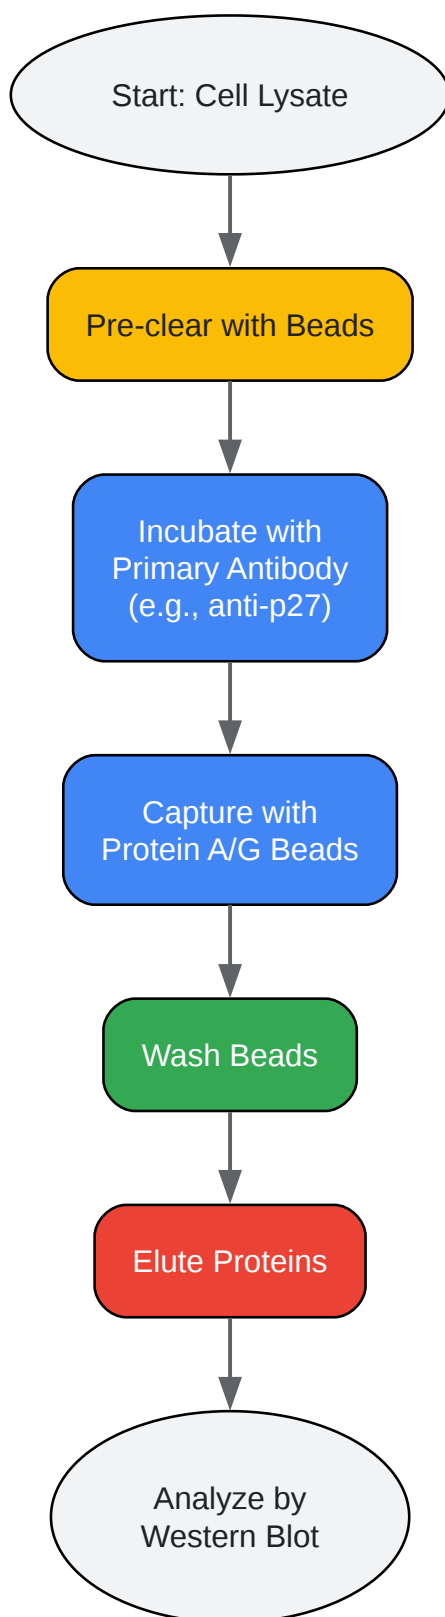 Start: Cell Lysate
Pre-clear with Beads
Incubate with
Primary Antibody
(e.g., anti-p27)
Capture with
Protein A/G Beads
Wash Beads
Elute Proteins
Analyze by
Western Blot